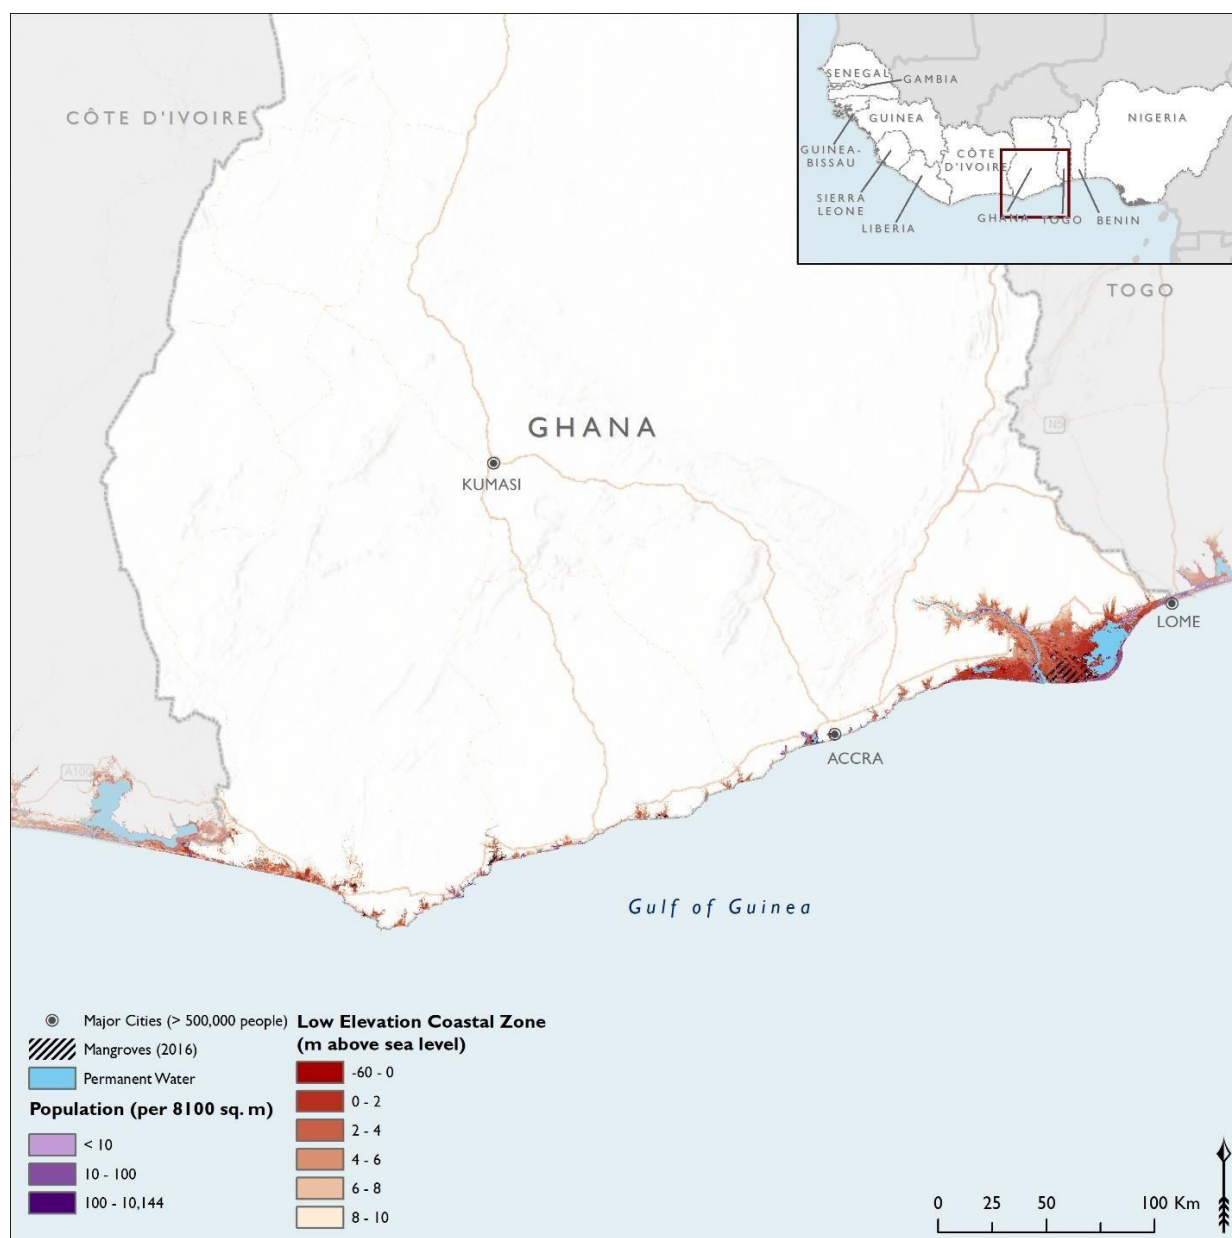 CÔTE D'IVOIRE
SENEGAL
GAMBIA
GUINEA
GUINEA-
BISSAU
SIERRA
LEONE
LIBERIA
CÔTE
D'IVOIRE
GHANA
TOGO
BENIN
NIGERIA
TOGO
N5
GHANA
KUMASI
LOME
ACCRA
A100
Gulf of Guinea
Major Cities (> 500,000 people)
Mangroves (2016)
Permanent Water
Population (per 8100 sq. m)
< 10
10 - 100
100 - 10,144
Low Elevation Coastal Zone
(m above sea level)
-60 - 0
0 - 2
2 - 4
4 - 6
6 - 8
8 - 10
0 25 50 100 Km